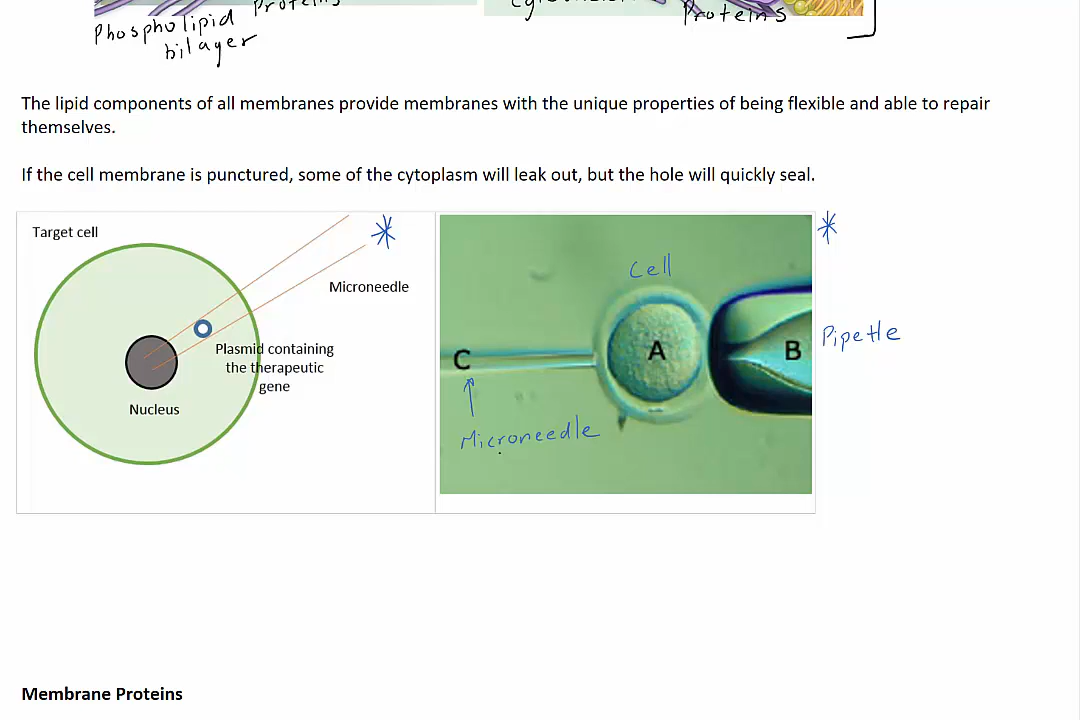 Phospholipid
bilayer
Proteins
Proteins
The lipid components of all membranes provide membranes with the unique properties of being flexible and able to repair
themselves.
If the cell membrane is punctured, some of the cytoplasm will leak out, but the hole will quickly seal.
Target cell
Microneedle
Plasmid containing
the therapeutic
gene
Nucleus
Cell
C
A
B
Pipette
Microneedle
Membrane Proteins